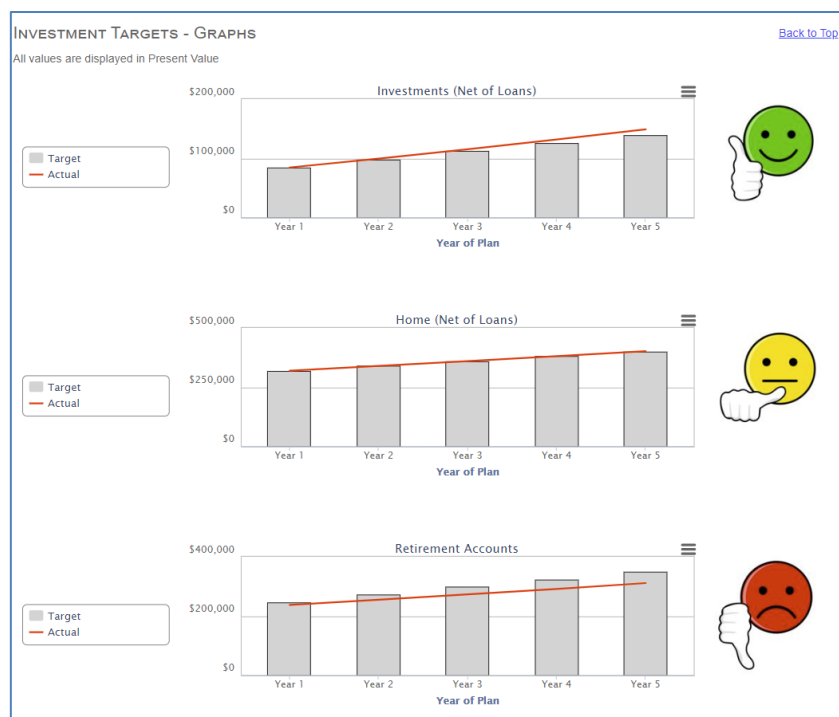 INVESTMENT TARGETS - GRAPHS
Back to Top
All values are displayed in Present Value
Investments (Net of Loans)
$200,000
$100,000
$0
Target
Actual
Year 1 Year 2 Year 3 Year 4 Year 5
Year of Plan
Home (Net of Loans)
$500,000
$250,000
$0
Target
Actual
Year 1 Year 2 Year 3 Year 4 Year 5
Year of Plan
Retirement Accounts
$400,000
$200,000
$0
Target
Actual
Year 1 Year 2 Year 3 Year 4 Year 5
Year of Plan